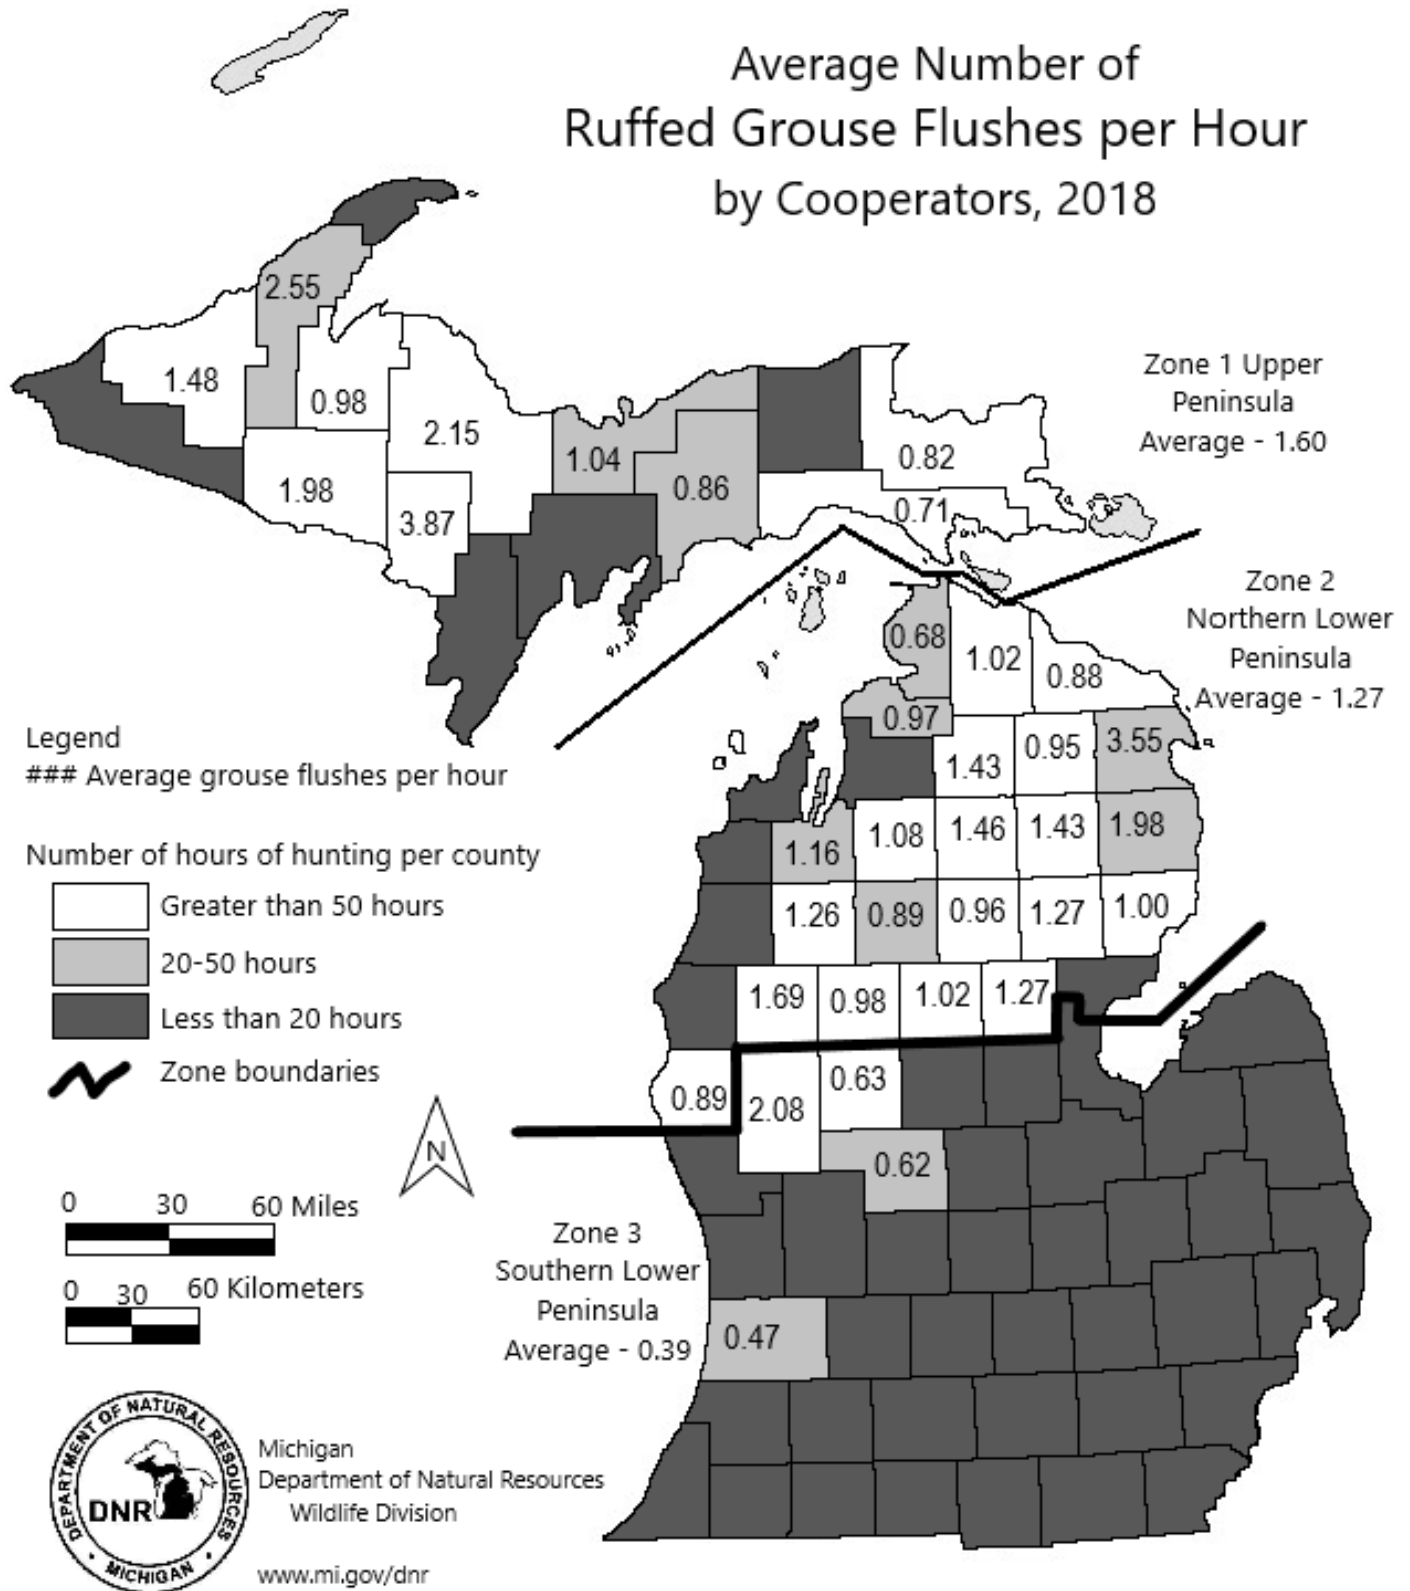 Average Number of
Ruffed Grouse Flushes per Hour
by Cooperators, 2018
2.55
1.48
0.98
2.15
1.98
3.87
1.04
0.86
0.82
0.71
Zone 1 Upper
Peninsula
Average - 1.60
Zone 2
Northern Lower
Peninsula
Average - 1.27
0.68
1.02
0.88
0.97
1.43
0.95
3.55
1.16
1.08
1.46
1.43
1.98
1.26
0.89
0.96
1.27
1.00
1.69
0.98
1.02
1.27
0.89
2.08
0.63
0.62
0.47
Legend
### Average grouse flushes per hour
Number of hours of hunting per county
Greater than 50 hours
20-50 hours
Less than 20 hours
Zone boundaries
N
0 30 60 Miles
0 30 60 Kilometers
Zone 3
Southern Lower
Peninsula
Average - 0.39
DEPARTMENT OF NATURAL RESOURCES
DNR
• MICHIGAN •
Michigan
Department of Natural Resources
Wildlife Division
www.mi.gov/dnr